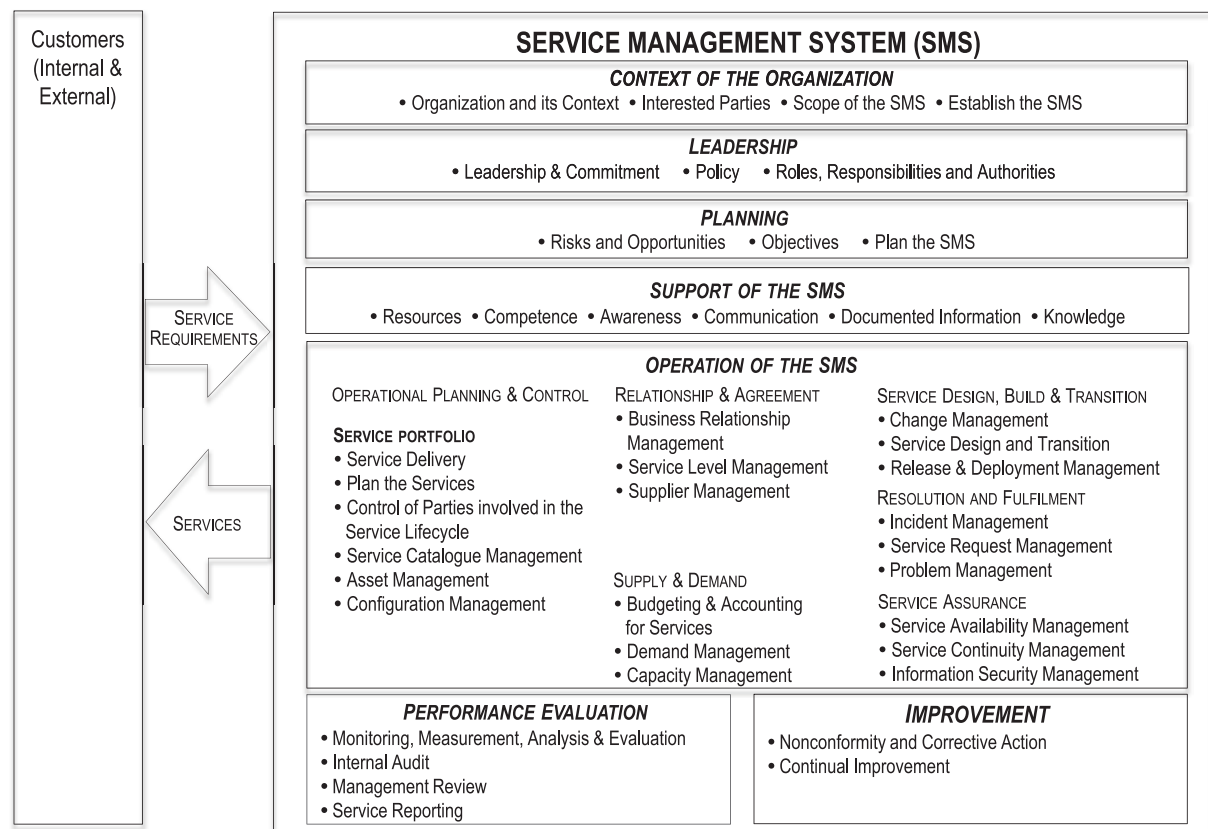 Customers
(Internal &
External)
SERVICE
REQUIREMENTS
SERVICES
SERVICE MANAGEMENT SYSTEM (SMS)
CONTEXT OF THE ORGANIZATION
• Organization and its Context • Interested Parties • Scope of the SMS • Establish the SMS
LEADERSHIP
• Leadership & Commitment • Policy • Roles, Responsibilities and Authorities
PLANNING
• Risks and Opportunities • Objectives • Plan the SMS
SUPPORT OF THE SMS
• Resources • Competence • Awareness • Communication • Documented Information • Knowledge
OPERATION OF THE SMS
OPERATIONAL PLANNING & CONTROL
SERVICE PORTFOLIO
• Service Delivery
• Plan the Services
• Control of Parties involved in the
Service Lifecycle
• Service Catalogue Management
• Asset Management
• Configuration Management
RELATIONSHIP & AGREEMENT
• Business Relationship
Management
• Service Level Management
• Supplier Management
SUPPLY & DEMAND
• Budgeting & Accounting
for Services
• Demand Management
• Capacity Management
SERVICE DESIGN, BUILD & TRANSITION
• Change Management
• Service Design and Transition
• Release & Deployment Management
RESOLUTION AND FULFILMENT
• Incident Management
• Service Request Management
• Problem Management
SERVICE ASSURANCE
• Service Availability Management
• Service Continuity Management
• Information Security Management
PERFORMANCE EVALUATION
• Monitoring, Measurement, Analysis & Evaluation
• Internal Audit
• Management Review
• Service Reporting
IMPROVEMENT
• Nonconformity and Corrective Action
• Continual Improvement